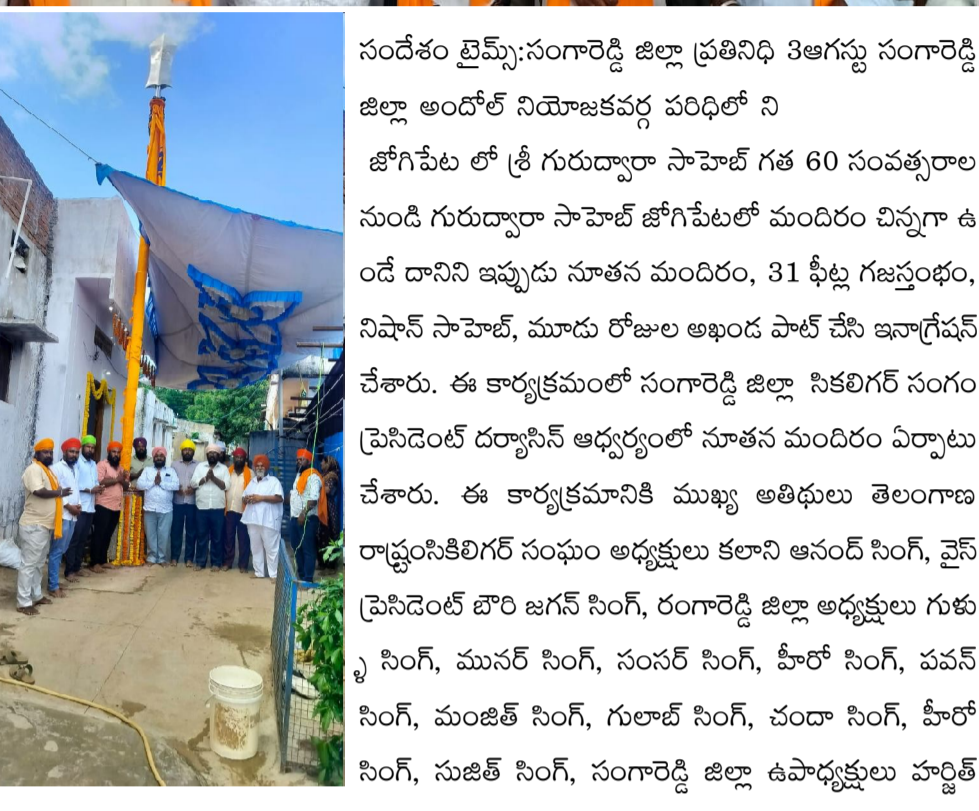 సందేశం టైమ్స్:సంగారెడ్డి జిల్లా ప్రతినిధి 3ఆగస్టు సంగారెడ్డి
జిల్లా అందోల్ నియోజకవర్గ పరిధిలో ని
జోగిపేట లో శ్రీ గురుద్వారా సాహెబ్ గత 60 సంవత్సరాల
నుండి గురుద్వారా సాహెబ్ జోగిపేటలో మందిరం చిన్నగా ఉ
ండే దానిని ఇప్పుడు నూతన మందిరం, 31 ఫీట్ల గజస్తంభం,
నిషాన్ సాహెబ్, మూడు రోజుల అఖండ పాట్ చేసి ఇనాగ్రేషన్
చేశారు. ఈ కార్యక్రమంలో సంగారెడ్డి జిల్లా సికలిగర్ సంగం
ప్రెసిడెంట్ దర్యాసిన్ ఆధ్వర్యంలో నూతన మందిరం ఏర్పాటు
చేశారు. ఈ కార్యక్రమానికి ముఖ్య అతిథులు తెలంగాణ
రాష్ట్రంసికిలిగర్ సంఘం అధ్యక్షులు కలాని ఆనంద్ సింగ్, వైస్
ప్రెసిడెంట్ బౌరి జగన్ సింగ్, రంగారెడ్డి జిల్లా అధ్యక్షులు గుళు
్ళ సింగ్, మునర్ సింగ్, సంసర్ సింగ్, హీరో సింగ్, పవన్
సింగ్, మంజిత్ సింగ్, గులాబ్ సింగ్, చందా సింగ్, హీరో
సింగ్, సుజిత్ సింగ్, సంగారెడ్డి జిల్లా ఉపాధ్యక్షులు హర్జిత్